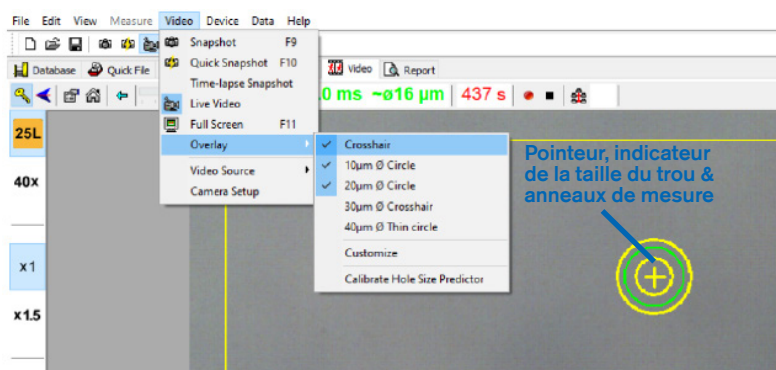 File Edit View Measure Video Device Data Help
Snapshot F9
Quick Snapshot F10
Time-lapse Snapshot
Live Video
Full Screen F11
Overlay
Video Source
Camera Setup
Database Quick File
Video Report
0 ms ~ø16 µm 437 s
25L
40x
x1
x1.5
Crosshair
10µm Ø Circle
20µm Ø Circle
30µm Ø Crosshair
40µm Ø Thin circle
Customize
Calibrate Hole Size Predictor
Pointeur, indicateur
de la taille du trou &
anneaux de mesure